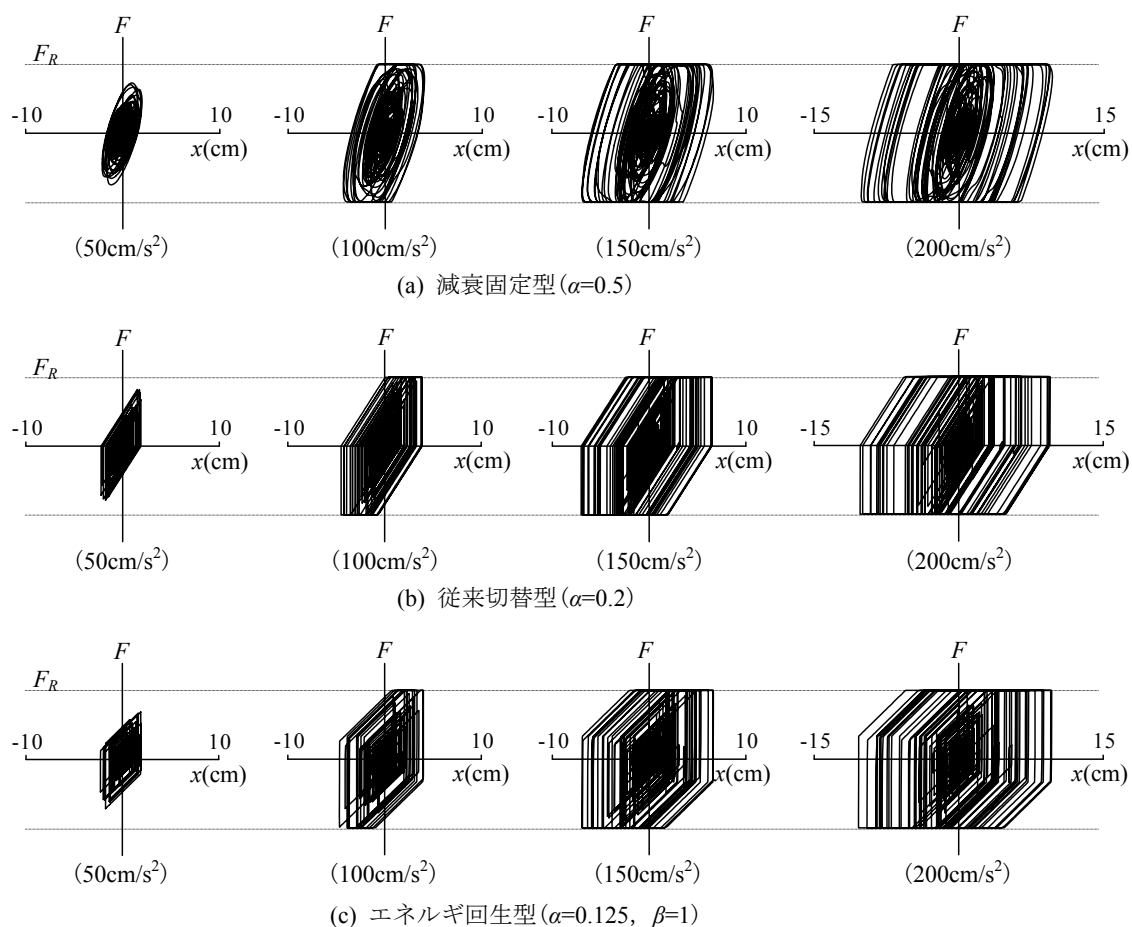 F F F F
F_R
-10 10 -10 10 -10 10 -15 15
x(cm) x(cm) x(cm) x(cm)
(50cm/s²) (100cm/s²) (150cm/s²) (200cm/s²)
(a) 減衰固定型(α=0.5)
F F F F
F_R
-10 10 -10 10 -10 10 -15 15
x(cm) x(cm) x(cm) x(cm)
(50cm/s²) (100cm/s²) (150cm/s²) (200cm/s²)
(b) 従来切替型(α=0.2)
F F F F
F_R
-10 10 -10 10 -10 10 -15 15
x(cm) x(cm) x(cm) x(cm)
(50cm/s²) (100cm/s²) (150cm/s²) (200cm/s²)
(c) エネルギ回生型(α=0.125, β=1)